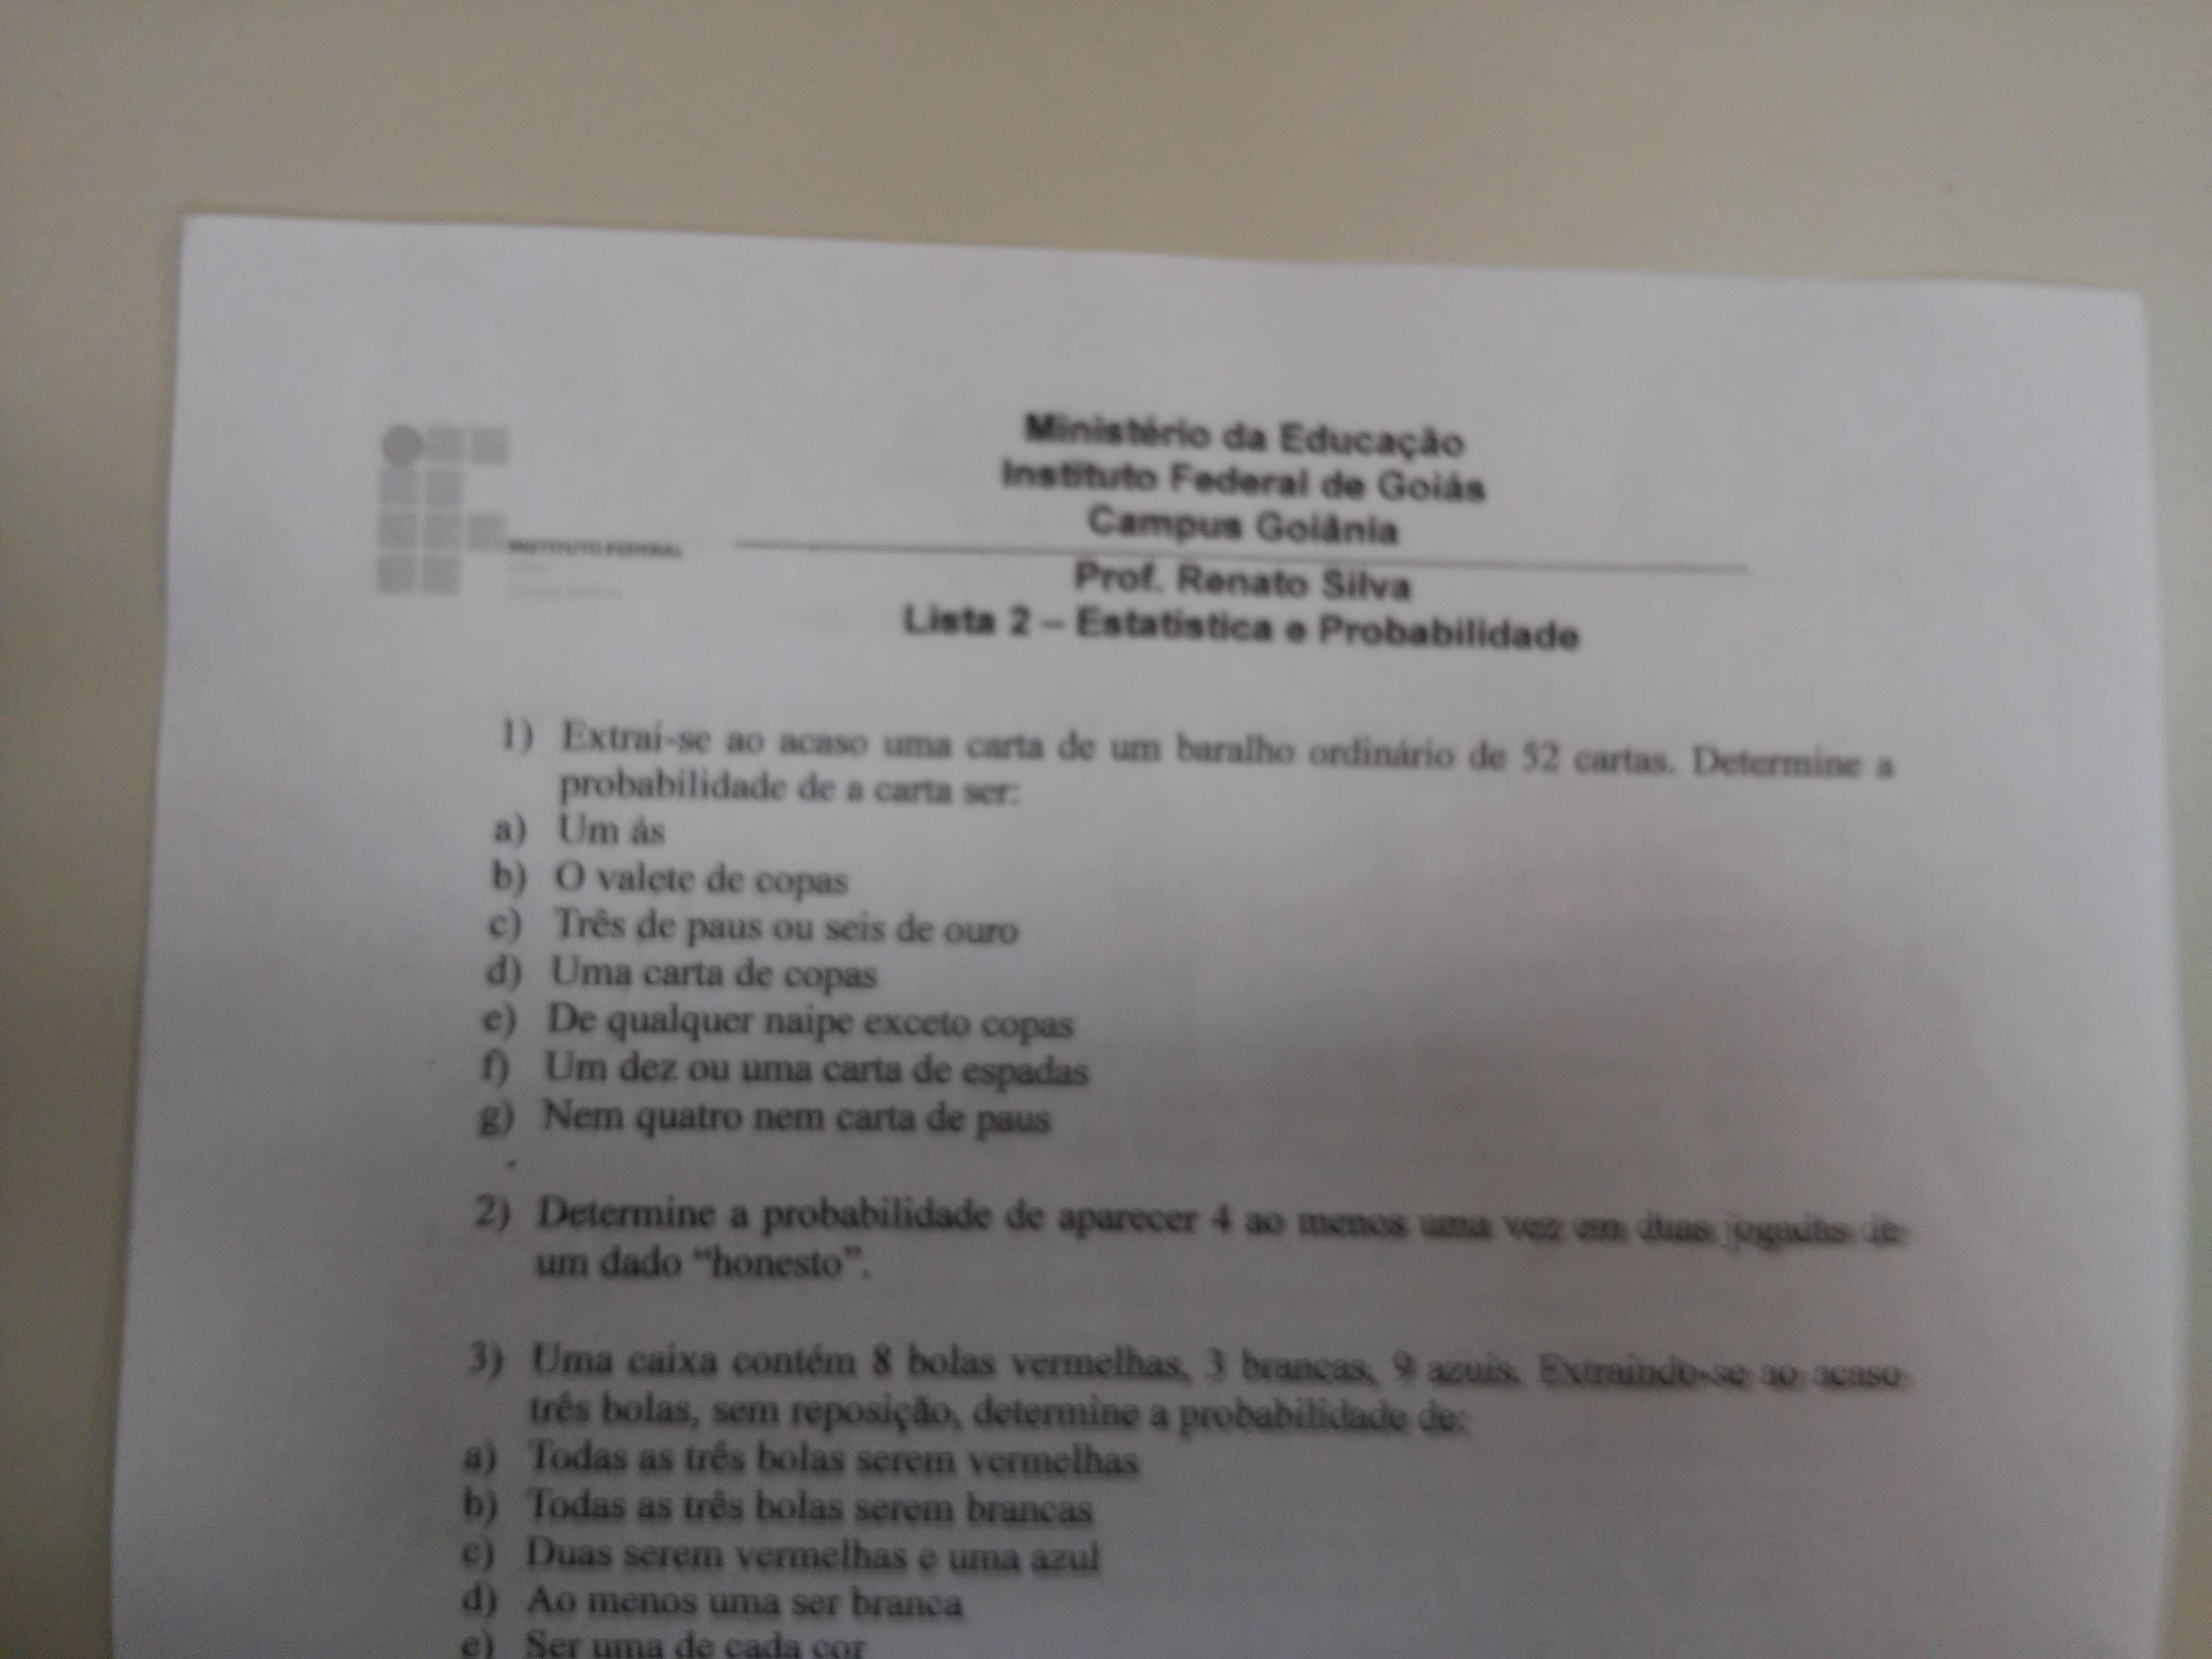 Ministério da Educação
Instituto Federal de Goiás
Campus Goiânia
INSTITUTO FEDERAL
Prof. Renato Silva
Lista 2 – Estatística e Probabilidade
1) Extrai-se ao acaso uma carta de um baralho ordinário de 52 cartas. Determine a
probabilidade de a carta ser:
a) Um ás
b) O valete de copas
c) Três de paus ou seis de ouro
d) Uma carta de copas
e) De qualquer naipe exceto copas
f) Um dez ou uma carta de espadas
g) Nem quatro nem carta de paus
2) Determine a probabilidade de aparecer 4 ao menos uma vez em duas jogadas de
um dado “honesto”.
3) Uma caixa contém 8 bolas vermelhas, 3 brancas, 9 azuis. Extraindo-se ao acaso
três bolas, sem reposição, determine a probabilidade de:
a) Todas as três bolas serem vermelhas
b) Todas as três bolas serem brancas
c) Duas serem vermelhas e uma azul
d) Ao menos uma ser branca
e) Ser uma de cada cor